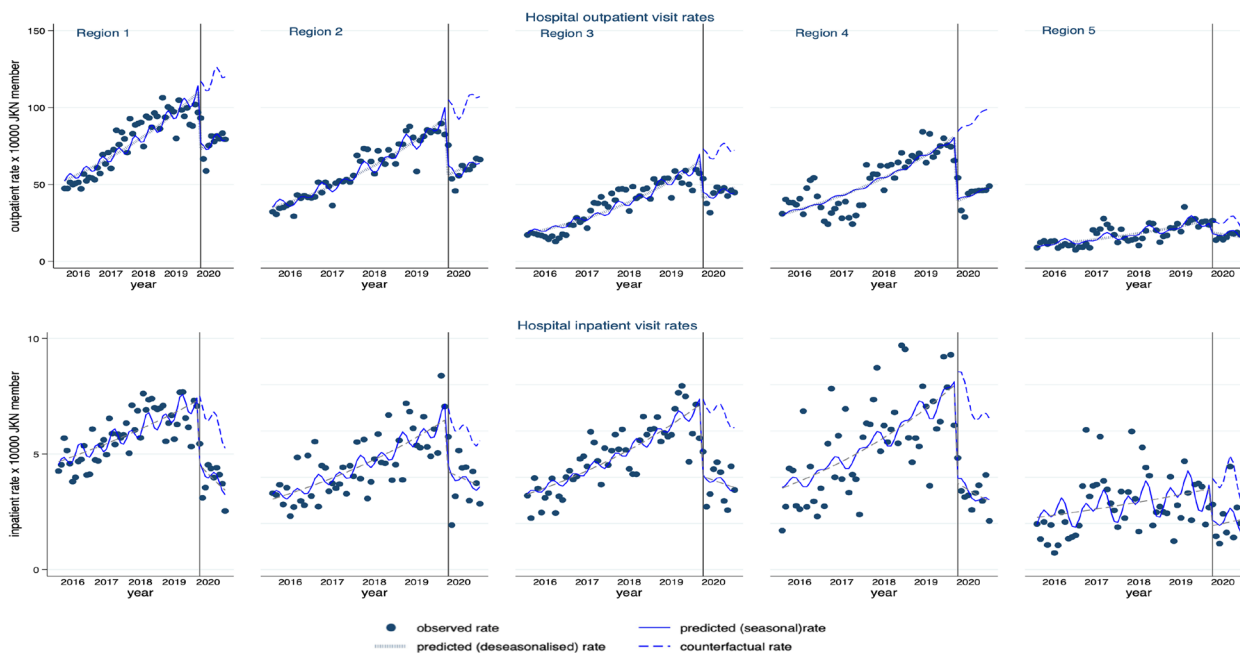 Hospital outpatient visit rates
Region 1
Region 2
Region 3
Region 4
Region 5
outpatient rate x 10000 JKN member
150
100
50
0
2016 2017 2018 2019 2020
year
2016 2017 2018 2019 2020
year
2016 2017 2018 2019 2020
year
2016 2017 2018 2019 2020
year
2016 2017 2018 2019 2020
year
Hospital inpatient visit rates
inpatient rate x 10000 JKN member
10
5
0
2016 2017 2018 2019 2020
year
2016 2017 2018 2019 2020
year
2016 2017 2018 2019 2020
year
2016 2017 2018 2019 2020
year
2016 2017 2018 2019 2020
year
observed rate
predicted (seasonal)rate
predicted (deseasonalised) rate
counterfactual rate